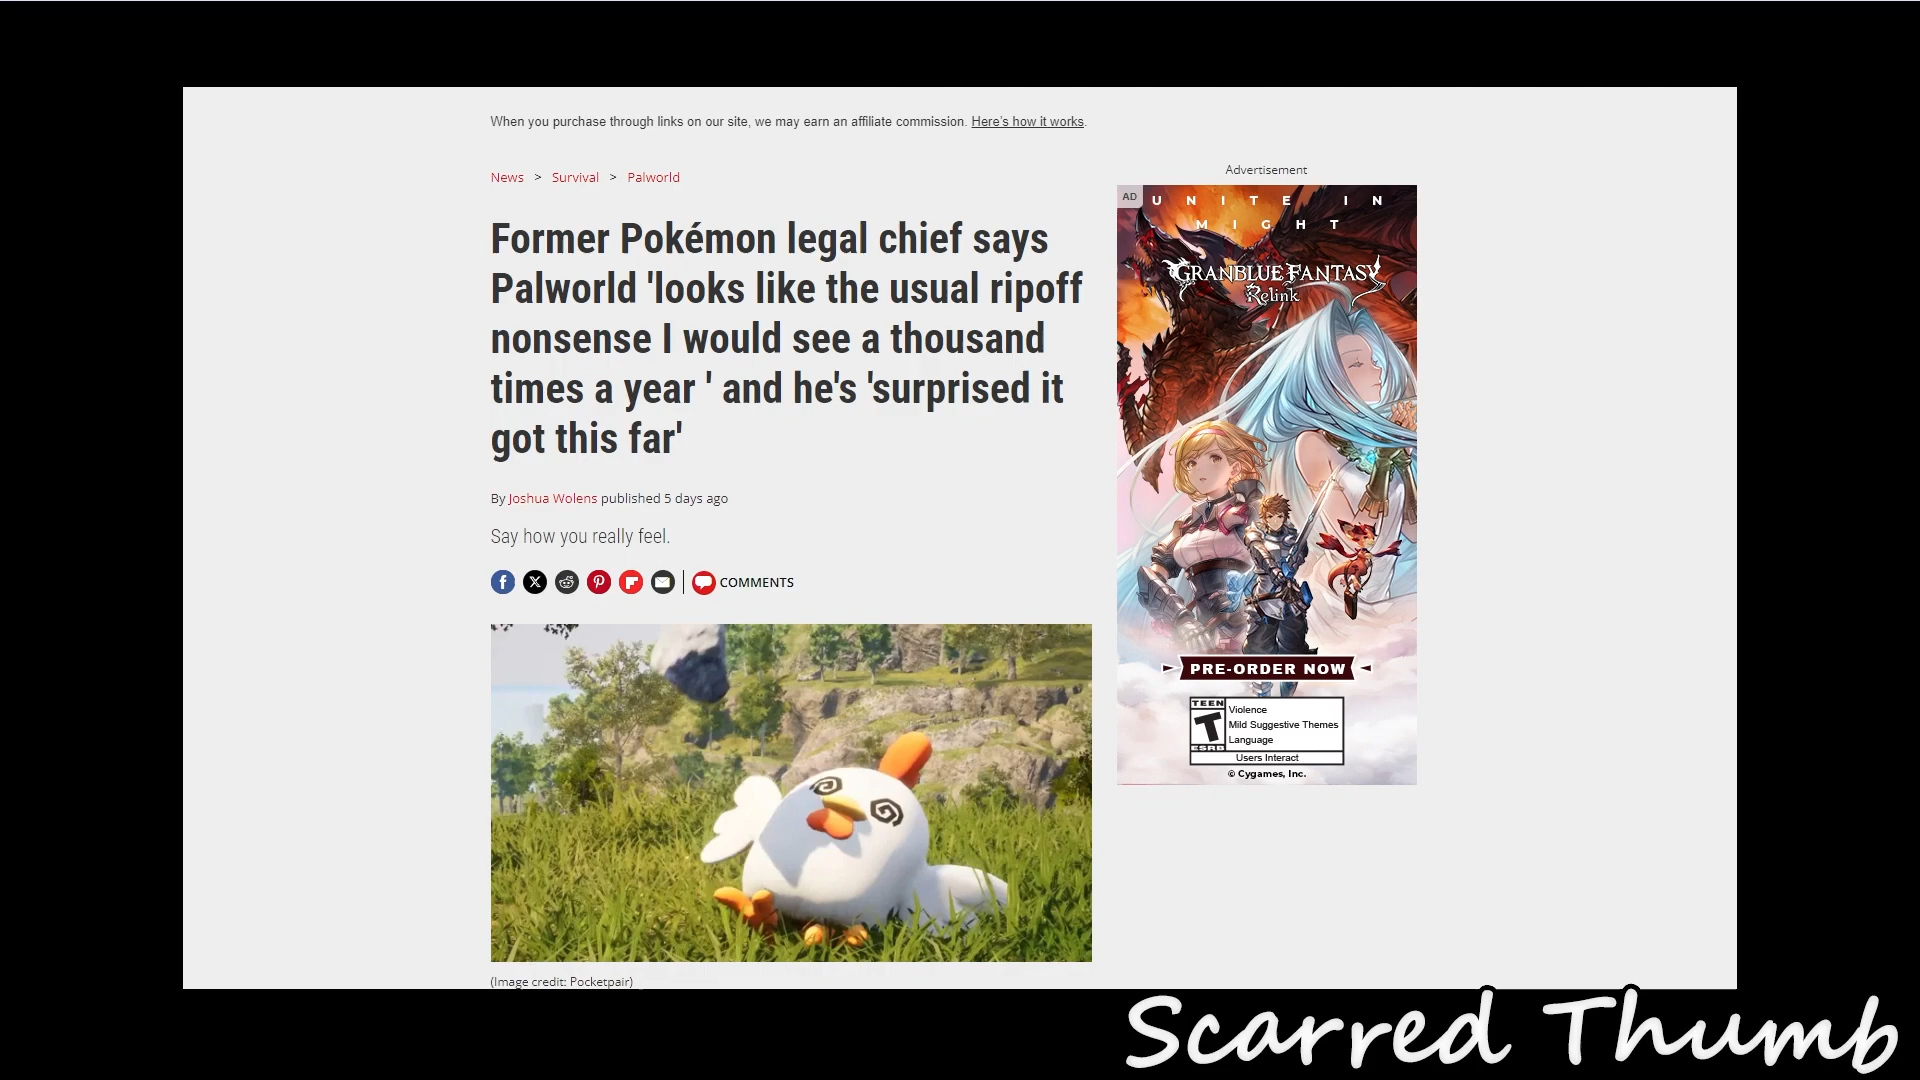 When you purchase through links on our site, we may earn an affiliate commission. Here's how it works.
News > Survival > Palworld
Former Pokémon legal chief says
Palworld 'looks like the usual ripoff
nonsense I would see a thousand
times a year ' and he's 'surprised it
got this far'
By Joshua Wolens published 5 days ago
Say how you really feel.
COMMENTS
(Image credit: Pocketpair)
Advertisement
AD
UNITE IN
MIGHT
GRANBLUE FANTASY
Relink
PRE-ORDER NOW
TEEN
T
ESRB
Violence
Mild Suggestive Themes
Language
Users Interact
© Cygames, Inc.
Scarred Thumb